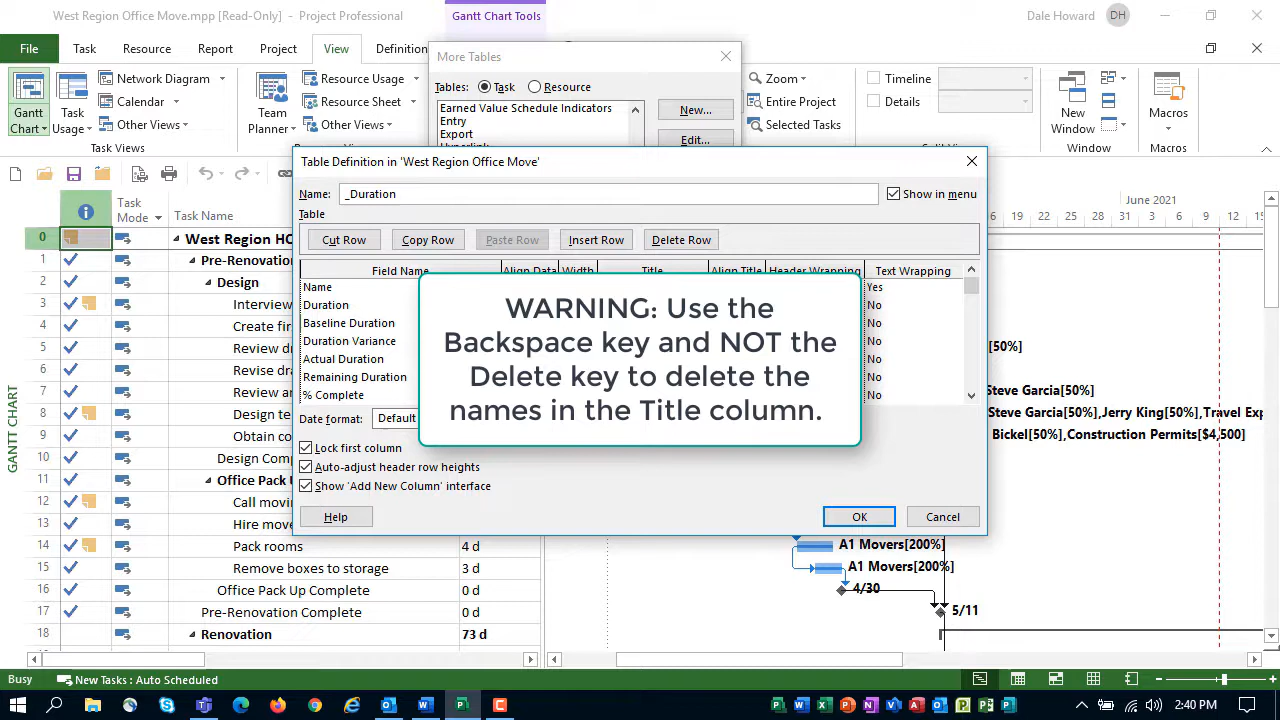 West Region Office Move.mpp [Read-Only] - Project Professional
Gantt Chart Tools
Dale Howard
DH
File
Task
Resource
Report
Project
View
Definition
Gantt Chart
Task Usage
Network Diagram
Calendar
Other Views
Task Views
Team Planner
Resource Usage
Resource Sheet
Other Views
Zoom
Entire Project
Selected Tasks
Timeline
Details
New Window
Window
Macros
Macros
More Tables
Tables:
Task
Resource
Earned Value Schedule Indicators
Entry
Export
New...
Edit...
Table Definition in 'West Region Office Move'
Name:
_Duration
Show in menu
Table
Cut Row
Copy Row
Paste Row
Insert Row
Delete Row
Field Name
Align Data
Width
Title
Align Title
Header Wrapping
Text Wrapping
Name
Yes
Duration
No
Baseline Duration
No
Duration Variance
No
Actual Duration
No
Remaining Duration
No
% Complete
No
WARNING: Use the
Backspace key and NOT the
Delete key to delete the
names in the Title column.
Date format:
Default
Lock first column
Auto-adjust header row heights
Show 'Add New Column' interface
Help
OK
Cancel
Task Mode
Task Name
June 2021
6 19 22 25 28 31 3 6 9 12 15
0 West Region HO
1 Pre-Renovation
2 Design
3 Interview
4 Create fir
5 Review dr
6 Revise dr
7 Review an
8 Design te
9 Obtain co
10 Design Com
11 Office Pack U
12 Call movin
13 Hire move
14 Pack rooms 4 d
15 Remove boxes to storage 3 d
16 Office Pack Up Complete 0 d
17 Pre-Renovation Complete 0 d
18 Renovation 73 d
GANTT CHART
[50%]
Steve Garcia[50%]
Steve Garcia[50%],Jerry King[50%],Travel Exp
Bickel[50%],Construction Permits[$4,500]
A1 Movers[200%]
A1 Movers[200%]
4/30
5/11
Busy
New Tasks : Auto Scheduled
2:40 PM